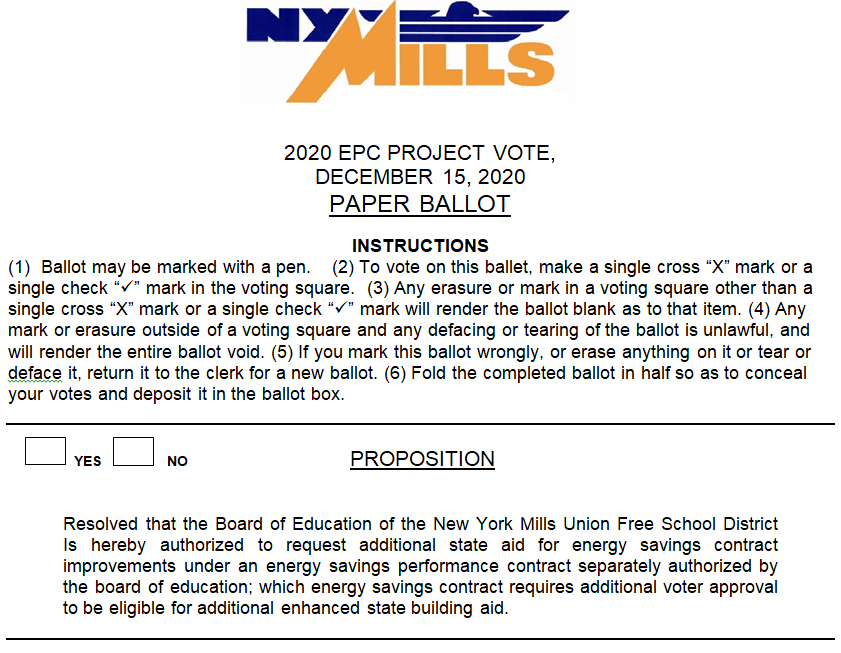 NY MILLS
2020 EPC PROJECT VOTE,
DECEMBER 15, 2020
PAPER BALLOT
INSTRUCTIONS
(1) Ballot may be marked with a pen. (2) To vote on this ballet, make a single cross “X” mark or a
single check “✓” mark in the voting square. (3) Any erasure or mark in a voting square other than a
single cross “X” mark or a single check “✓” mark will render the ballot blank as to that item. (4) Any
mark or erasure outside of a voting square and any defacing or tearing of the ballot is unlawful, and
will render the entire ballot void. (5) If you mark this ballot wrongly, or erase anything on it or tear or
deface it, return it to the clerk for a new ballot. (6) Fold the completed ballot in half so as to conceal
your votes and deposit it in the ballot box.
YES NO PROPOSITION
Resolved that the Board of Education of the New York Mills Union Free School District
Is hereby authorized to request additional state aid for energy savings contract
improvements under an energy savings performance contract separately authorized by
the board of education; which energy savings contract requires additional voter approval
to be eligible for additional enhanced state building aid.